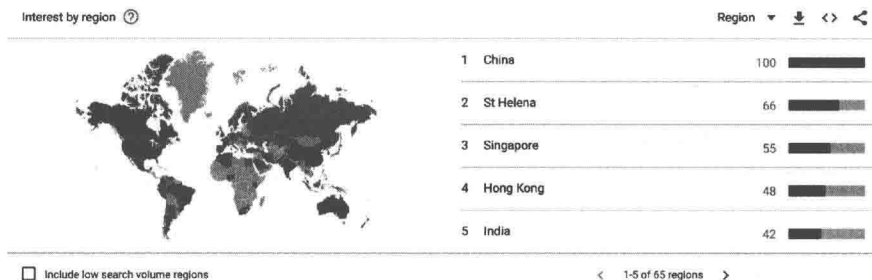 Interest by region ?
Region
1 China 100
2 St Helena 66
3 Singapore 55
4 Hong Kong 48
5 India 42
Include low search volume regions
1-5 of 65 regions